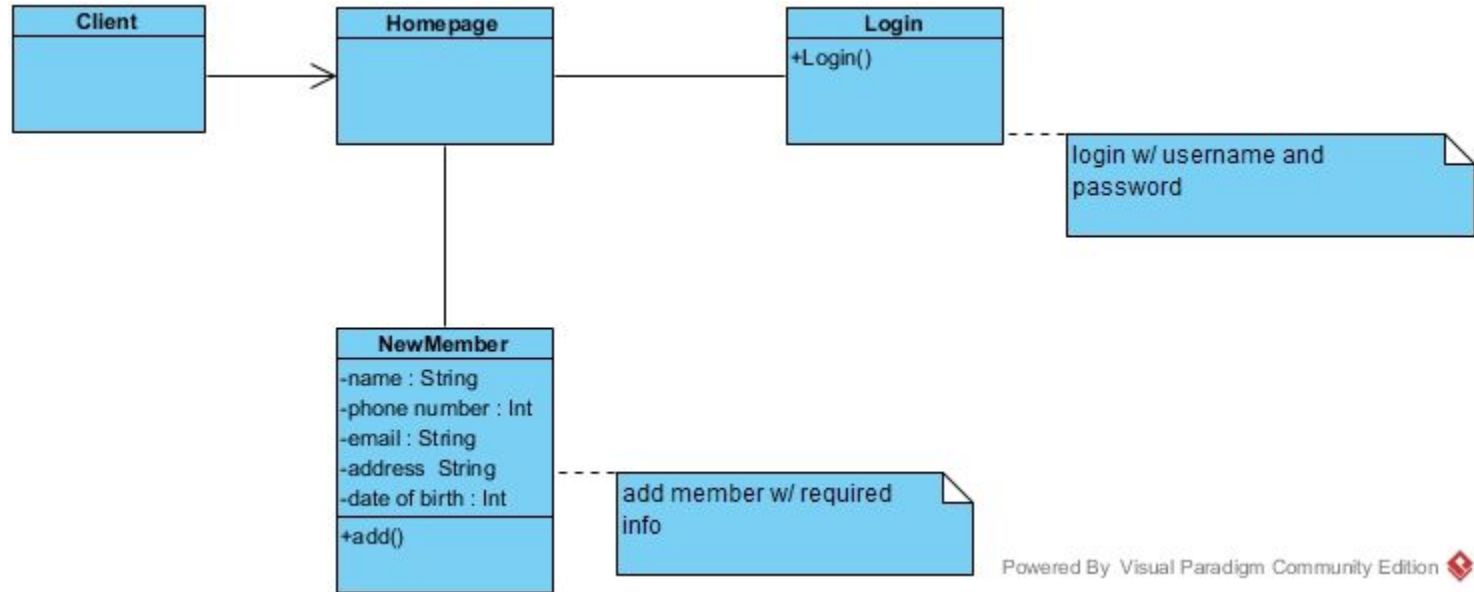 Client
Homepage
Login
+Login()
login w/ username and
password
NewMember
-name : String
-phone number : Int
-email : String
-address  String
-date of birth : Int
+add()
add member w/ required
info
Powered By Visual Paradigm Community Edition